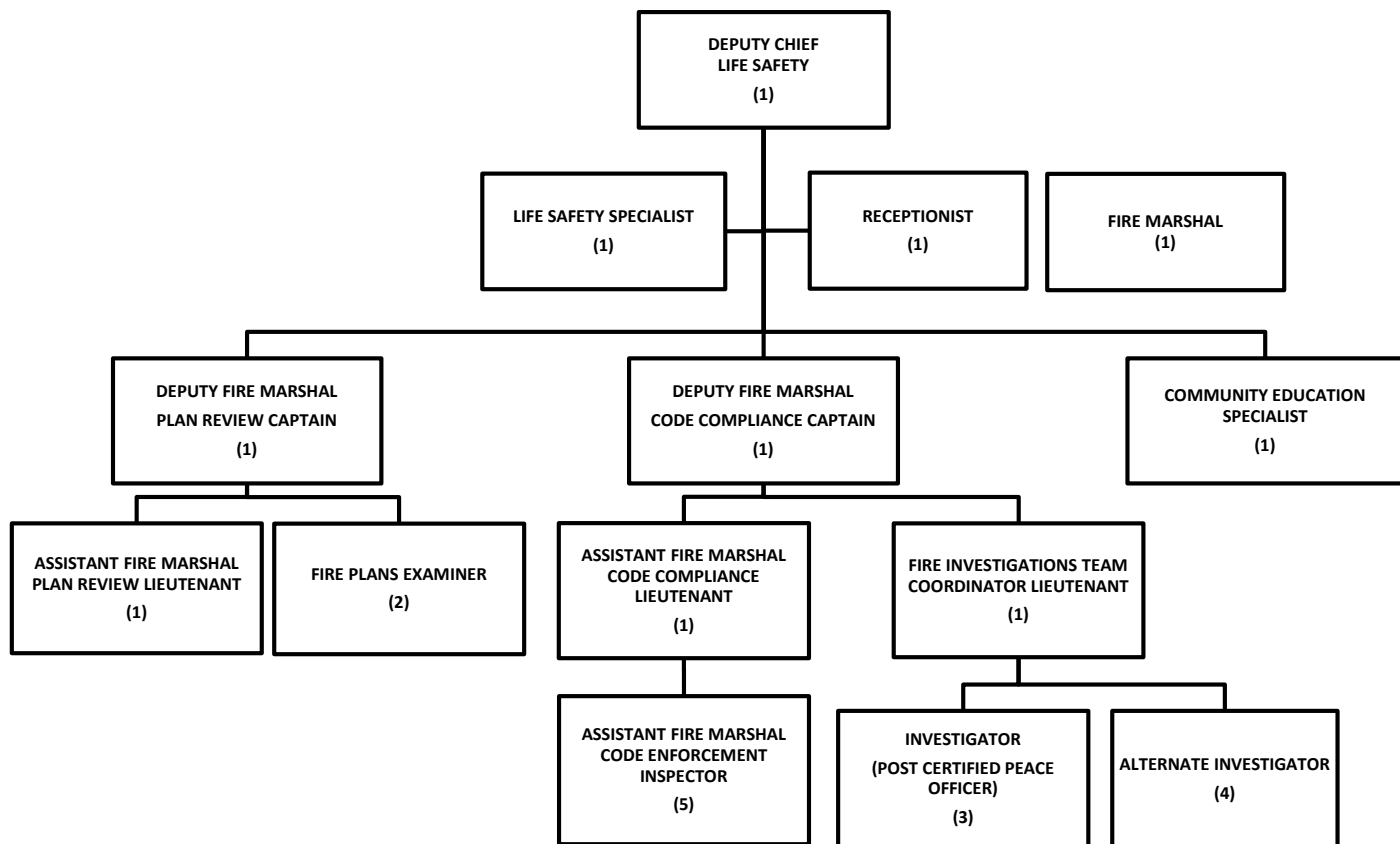 DEPUTY CHIEF
LIFE SAFETY
(1)
LIFE SAFETY SPECIALIST
(1)
RECEPTIONIST
(1)
FIRE MARSHAL
(1)
DEPUTY FIRE MARSHAL
PLAN REVIEW CAPTAIN
(1)
DEPUTY FIRE MARSHAL
CODE COMPLIANCE CAPTAIN
(1)
COMMUNITY EDUCATION
SPECIALIST
(1)
ASSISTANT FIRE MARSHAL
PLAN REVIEW LIEUTENANT
(1)
FIRE PLANS EXAMINER
(2)
ASSISTANT FIRE MARSHAL
CODE COMPLIANCE
LIEUTENANT
(1)
FIRE INVESTIGATIONS TEAM
COORDINATOR LIEUTENANT
(1)
ASSISTANT FIRE MARSHAL
CODE ENFORCEMENT
INSPECTOR
(5)
INVESTIGATOR
(POST CERTIFIED PEACE
OFFICER)
(3)
ALTERNATE INVESTIGATOR
(4)